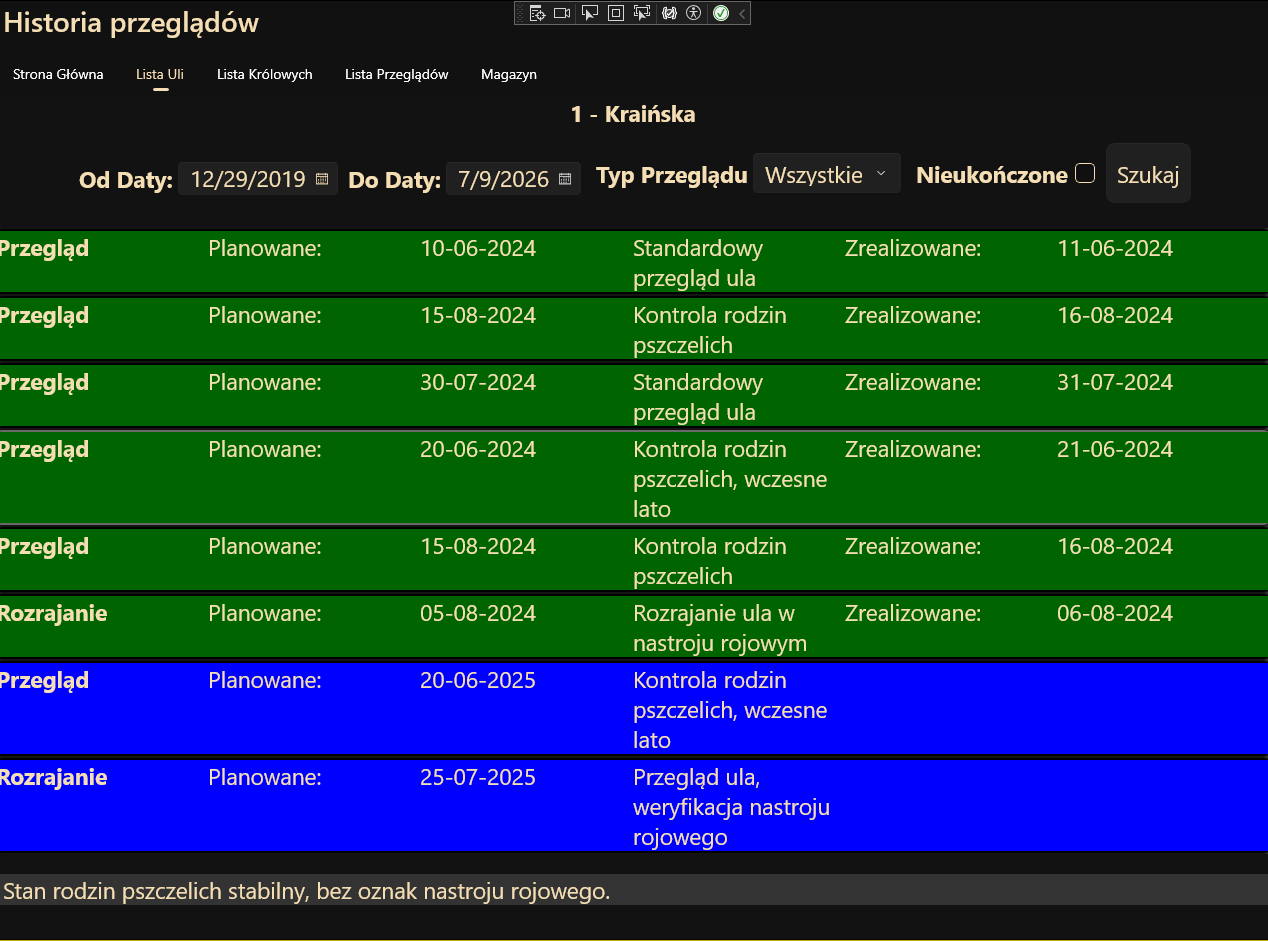 Historia przeglądów
Strona Główna Lista Uli Lista Królowych Lista Przeglądów Magazyn
1 - Kraińska
Od Daty: 12/29/2019 Do Daty: 7/9/2026 Typ Przeglądu Wszystkie Nieukończone Szukaj
Przegląd Planowane: 10-06-2024 Standardowy Zrealizowane: 11-06-2024
przegląd ula
Przegląd Planowane: 15-08-2024 Kontrola rodzin Zrealizowane: 16-08-2024
pszczelich
Przegląd Planowane: 30-07-2024 Standardowy Zrealizowane: 31-07-2024
przegląd ula
Przegląd Planowane: 20-06-2024 Kontrola rodzin Zrealizowane: 21-06-2024
pszczelich, wczesne
lato
Przegląd Planowane: 15-08-2024 Kontrola rodzin Zrealizowane: 16-08-2024
pszczelich
Rozrajanie Planowane: 05-08-2024 Rozrajanie ula w Zrealizowane: 06-08-2024
nastroju rojowym
Przegląd Planowane: 20-06-2025 Kontrola rodzin
pszczelich, wczesne
lato
Rozrajanie Planowane: 25-07-2025 Przegląd ula,
weryfikacja nastroju
rojowego
Stan rodzin pszczelich stabilny, bez oznak nastroju rojowego.